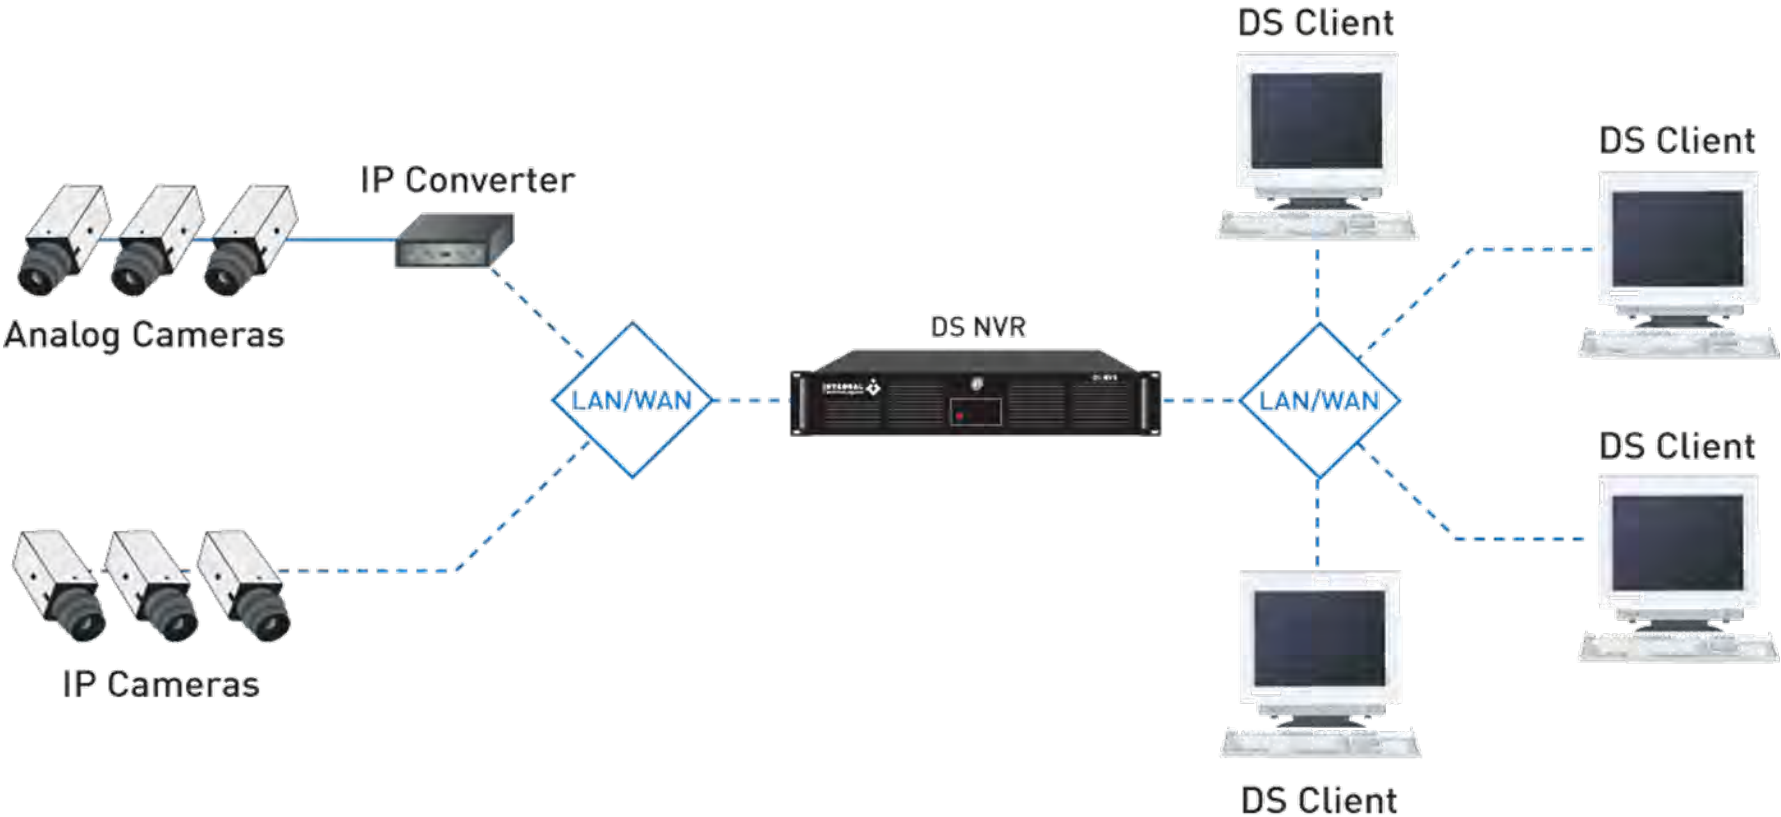 DS Client
DS Client
IP Converter
Analog Cameras
DS NVR
INTEGRAL
LAN/WAN
LAN/WAN
DS Client
IP Cameras
DS Client